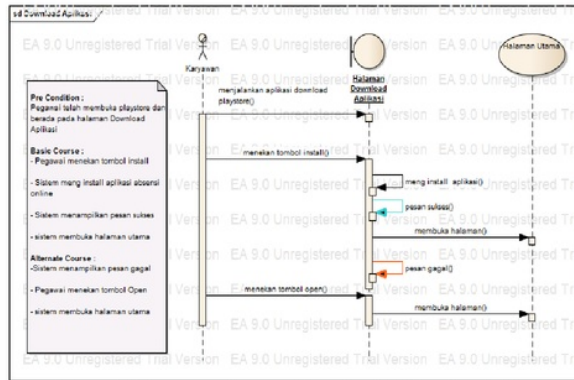 sd Download Aplikasi
Karyawan
Halaman
Download
Aplikasi
Halaman Utama
Pre Condition :
Pegawai telah membuka playstore dan
berada pada halaman Download
Aplikasi
Basic Course :
- Pegawai menekan tombol install
- Sistem meng install aplikasi absensi
online
- Sistem menampilkan pesan sukses
- sistem membuka halaman utama
Alternate Course :
-Sistem menampilkan pesan gagal
- Pegawai menekan tombol Open
- sistem membuka halaman utama
menjalankan aplikasi download
playstore()
menekan tombol install()
meng install aplikasi()
pesan sukses()
membuka halaman()
pesan gagal()
menekan tombol open()
membuka halaman()
EA 9.0 Unregistered Trial Version